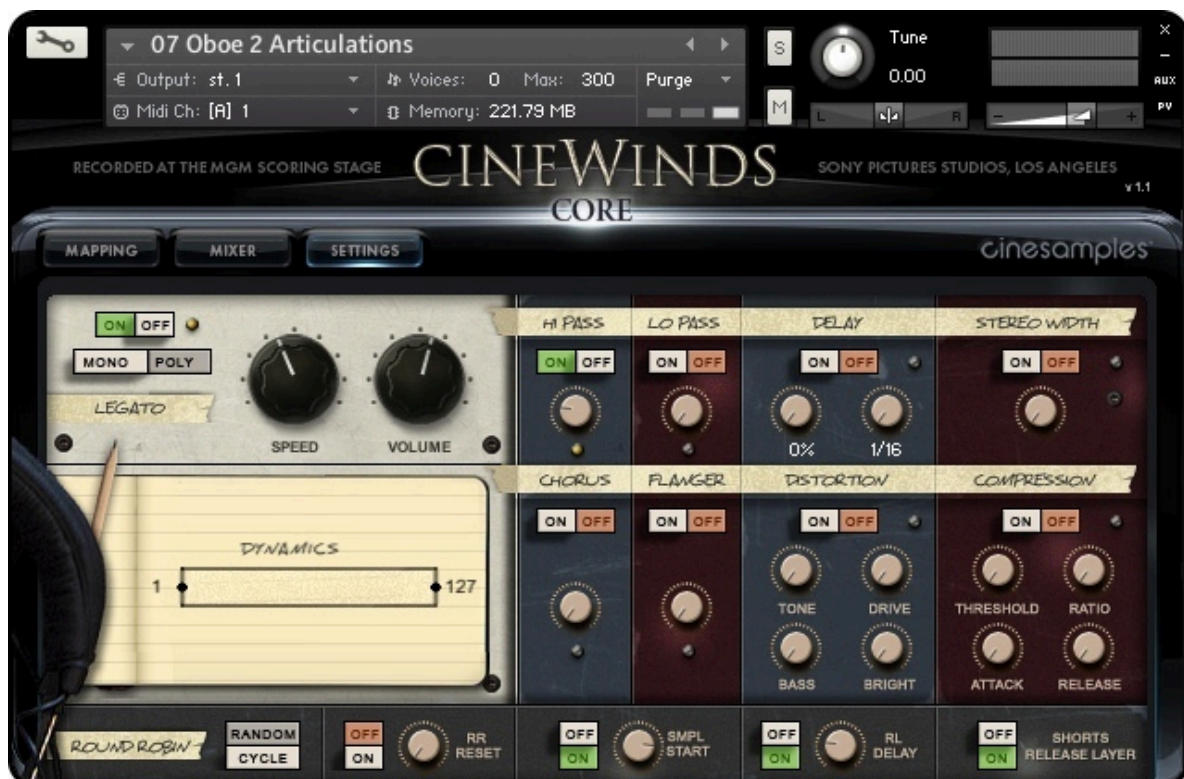 07 Oboe 2 Articulations
Output: st. 1 Voices: 0 Max: 300 Purge
Midi Ch: [A] 1 Memory: 221.79 MB
S
M
Tune
0.00
L R
- +
×
–
AUX
PV
RECORDED AT THE MGM SCORING STAGE
CINEWINDS
CORE
SONY PICTURES STUDIOS, LOS ANGELES
v 1.1
MAPPING MIXER SETTINGS
cinesamples
ON OFF
MONO POLY
LEGATO
SPEED VOLUME
HI PASS LO PASS DELAY STEREO WIDTH
ON OFF ON OFF ON OFF ON OFF
0% 1/16
DYNAMICS
1 127
CHORUS FLANGER DISTORTION COMPRESSION
ON OFF ON OFF ON OFF ON OFF
TONE DRIVE THRESHOLD RATIO
BASS BRIGHT ATTACK RELEASE
ROUND ROBIN
RANDOM
CYCLE
OFF
ON
RR
RESET
OFF
ON
SMPL
START
OFF
ON
RL
DELAY
OFF
ON
SHORTS
RELEASE LAYER